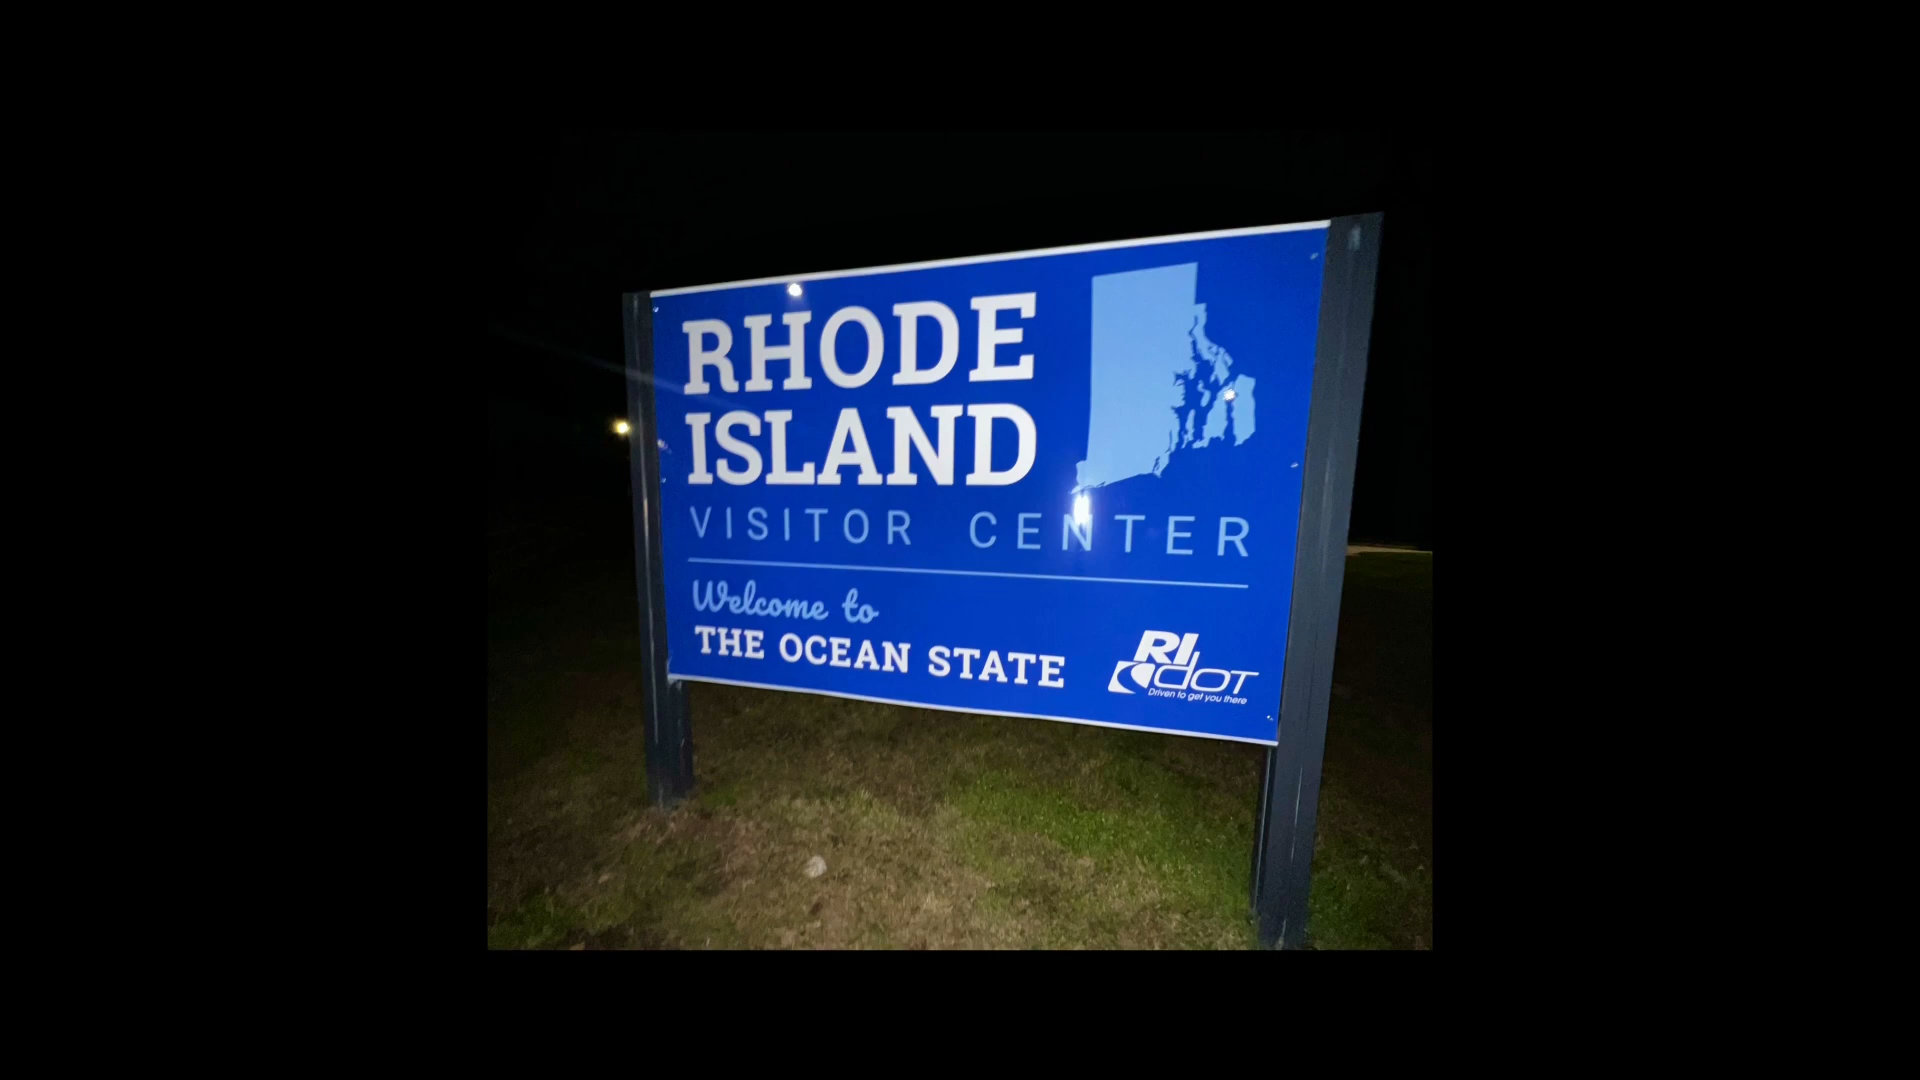 RHODE
ISLAND
VISITOR CENTER
Welcome to
THE OCEAN STATE
RI
DOT
Driven to get you there